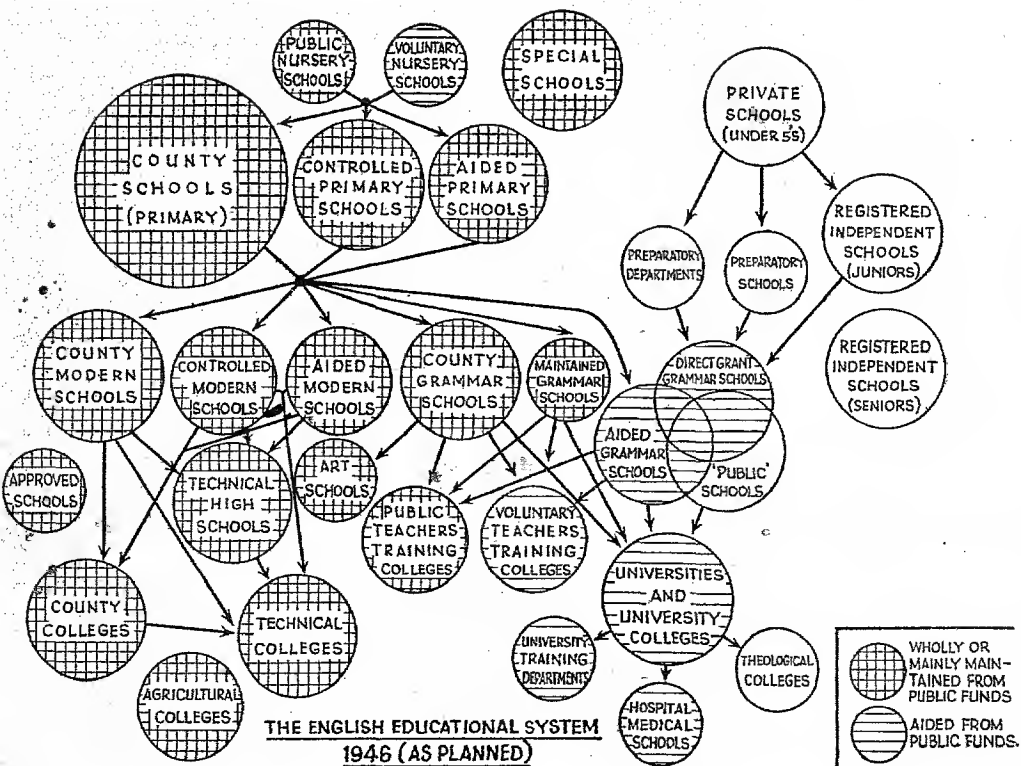 PUBLIC
NURSERY
SCHOOLS
VOLUNTARY
NURSERY
SCHOOLS
SPECIAL
SCHOOLS
PRIVATE
SCHOOLS
(UNDER 5'S)
COUNTY
SCHOOLS
(PRIMARY)
CONTROLLED
PRIMARY
SCHOOLS
AIDED
PRIMARY
SCHOOLS
PREPARATORY
DEPARTMENTS
PREPARATORY
SCHOOLS
REGISTERED
INDEPENDENT
SCHOOLS
(JUNIORS)
COUNTY
MODERN
SCHOOLS
CONTROLLED
MODERN
SCHOOLS
AIDED
MODERN
SCHOOLS
COUNTY
GRAMMAR
SCHOOLS
MAINTAINED
GRAMMAR
SCHOOLS
DIRECT GRANT
GRAMMAR SCHOOLS
REGISTERED
INDEPENDENT
SCHOOLS
(SENIORS)
AIDED
GRAMMAR
SCHOOLS
'PUBLIC'
SCHOOLS
APPROVED
SCHOOLS
TECHNICAL
HIGH
SCHOOLS
ART
SCHOOLS
PUBLIC
TEACHERS
TRAINING
COLLEGES
VOLUNTARY
TEACHERS
TRAINING
COLLEGES
COUNTY
COLLEGES
TECHNICAL
COLLEGES
UNIVERSITIES
AND
UNIVERSITY
COLLEGES
AGRICULTURAL
COLLEGES
UNIVERSITY
TRAINING
DEPARTMENTS
HOSPITAL
MEDICAL
SCHOOLS
THEOLOGICAL
COLLEGES
THE ENGLISH EDUCATIONAL SYSTEM
1946 (AS PLANNED)
WHOLLY OR
MAINLY MAIN-
TAINED FROM
PUBLIC FUNDS
AIDED FROM
PUBLIC FUNDS.